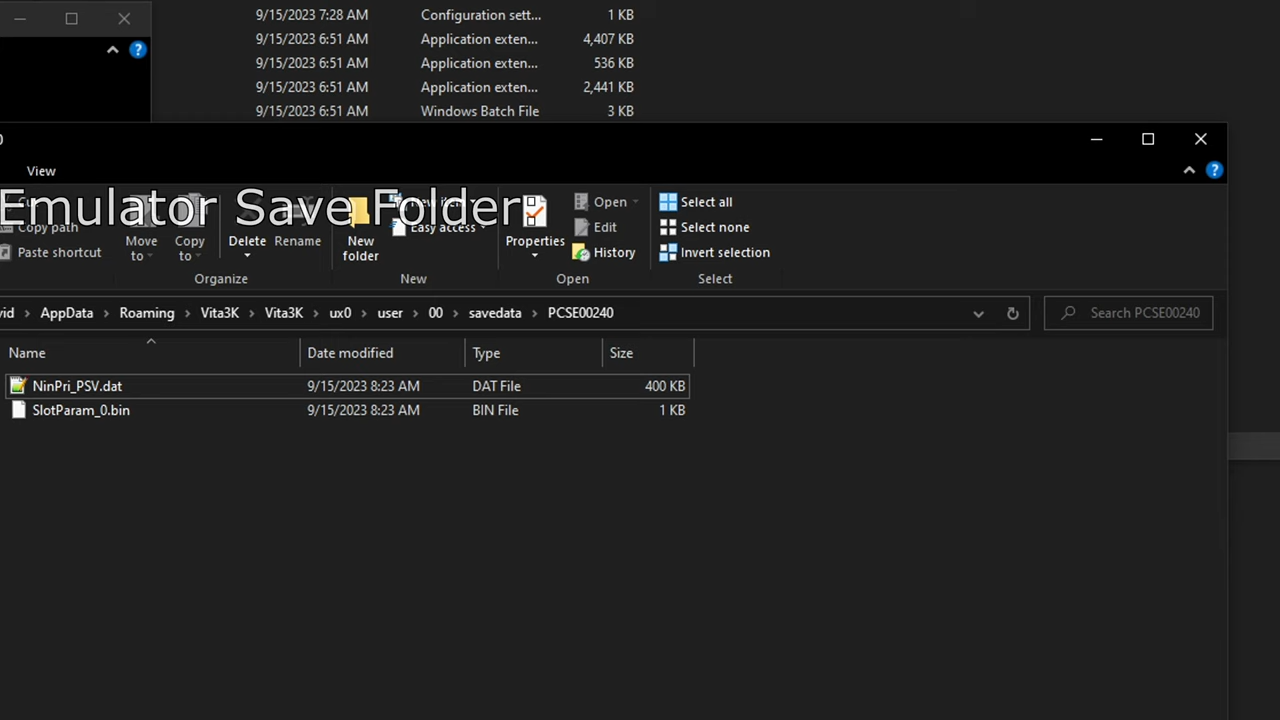 9/15/2023 7:28 AM Configuration sett... 1 KB
9/15/2023 6:51 AM Application exten... 4,407 KB
9/15/2023 6:51 AM Application exten... 536 KB
9/15/2023 6:51 AM Application exten... 2,441 KB
9/15/2023 6:51 AM Windows Batch File 3 KB
View
Emulator Save Folder
Copy path
Paste shortcut
Move to
Copy to
Delete
Rename
New folder
Easy access
Properties
Open
Edit
History
Select all
Select none
Invert selection
Organize New Open Select
vid > AppData > Roaming > Vita3K > Vita3K > ux0 > user > 00 > savedata > PCSE00240
Search PCSE00240
Name Date modified Type Size
NinPri_PSV.dat 9/15/2023 8:23 AM DAT File 400 KB
SlotParam_0.bin 9/15/2023 8:23 AM BIN File 1 KB